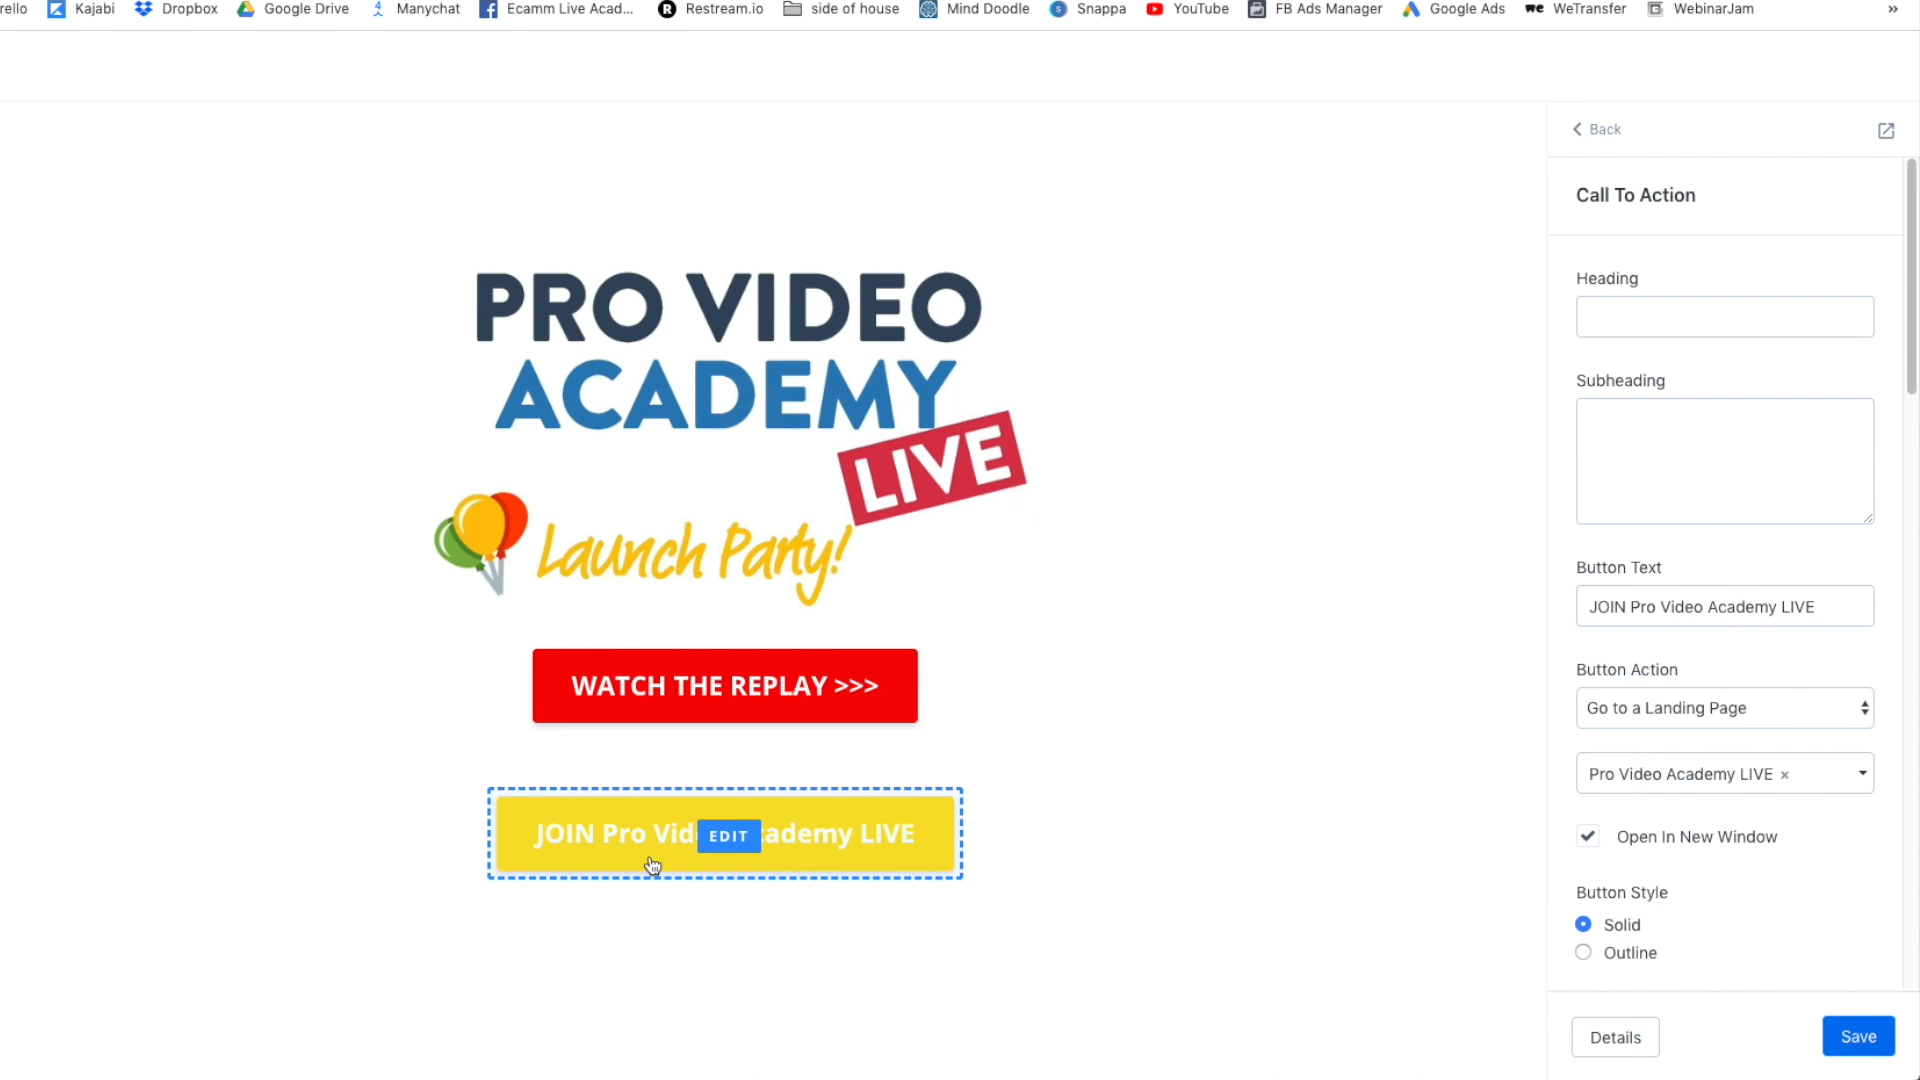 rello Kajabi Dropbox Google Drive Manychat Ecamm Live Acad... Restream.io side of house Mind Doodle Snappa YouTube FB Ads Manager Google Ads WeTransfer WebinarJam »
Back
Call To Action
Heading
Subheading
Button Text
JOIN Pro Video Academy LIVE
Button Action
Go to a Landing Page
Pro Video Academy LIVE ×
Open In New Window
Button Style
Solid
Outline
Details
Save
PRO VIDEO
ACADEMY
LIVE
Launch Party!
WATCH THE REPLAY >>>
JOIN Pro Vid EDIT cademy LIVE